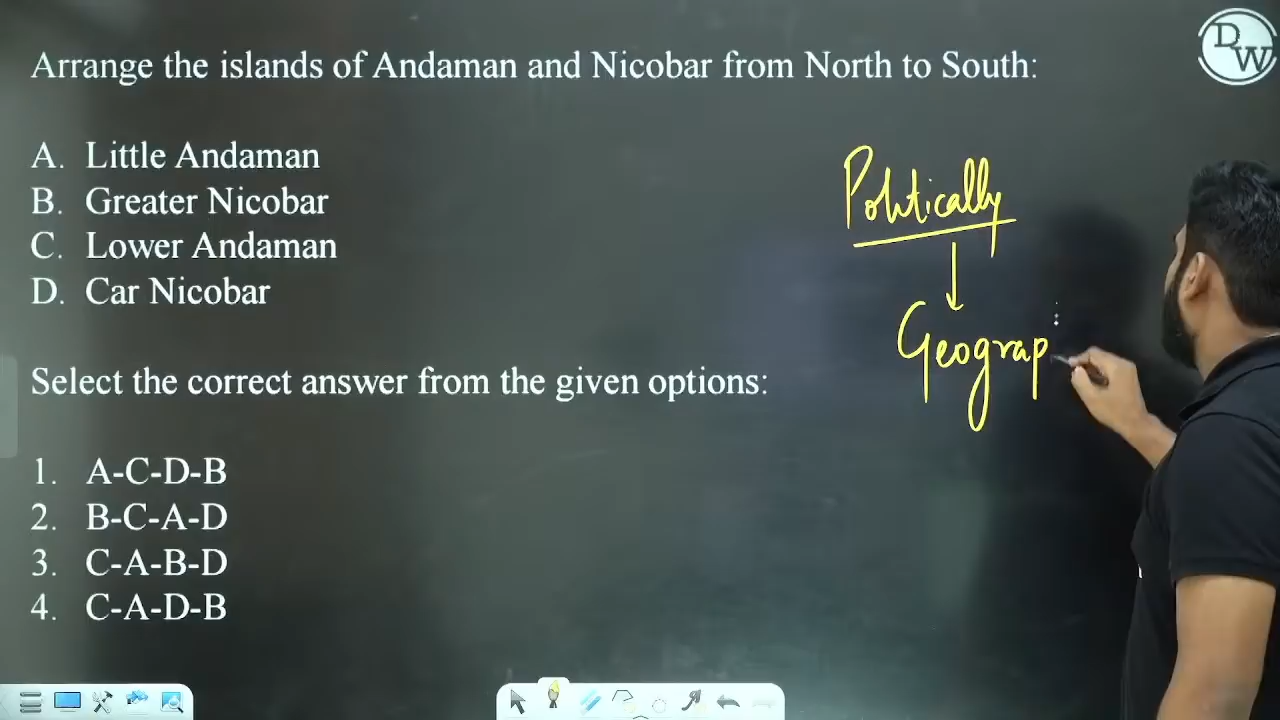 Arrange the islands of Andaman and Nicobar from North to South:
A. Little Andaman
B. Greater Nicobar
C. Lower Andaman
D. Car Nicobar
Select the correct answer from the given options:
1. A-C-D-B
2. B-C-A-D
3. C-A-B-D
4. C-A-D-B
Politically
Geograp
DW